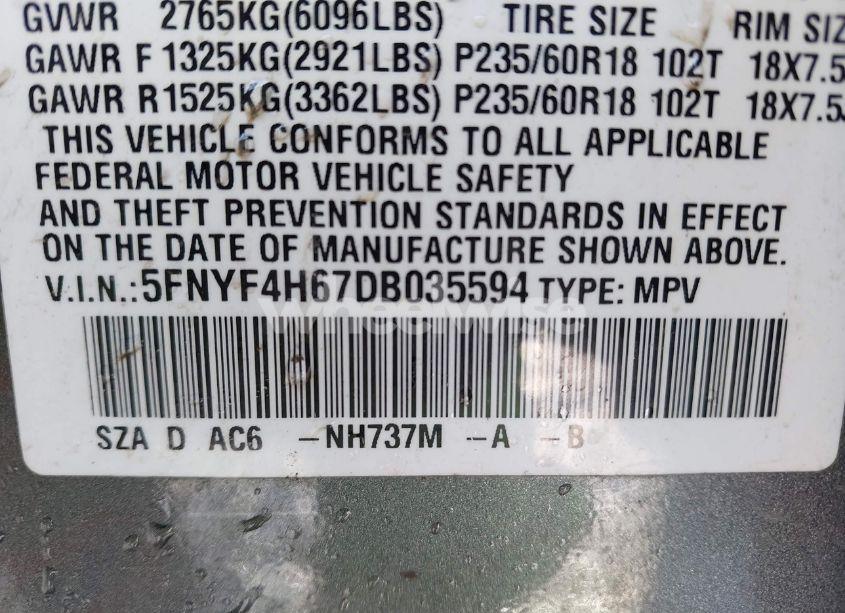 GVWR 2765KG(6096LBS) TIRE SIZE RIM SIZ
GAWR F 1325KG(2921LBS) P235/60R18 102T 18X7.5
GAWR R1525KG(3362LBS) P235/60R18 102T 18X7.5J
THIS VEHICLE CONFORMS TO ALL APPLICABLE
FEDERAL MOTOR VEHICLE SAFETY
AND THEFT PREVENTION STANDARDS IN EFFECT
ON THE DATE OF MANUFACTURE SHOWN ABOVE.
V.I.N.:5FNYF4H67DB035594 TYPE: MPV
wheelwise
SZA D AC6 –NH737M –A –B